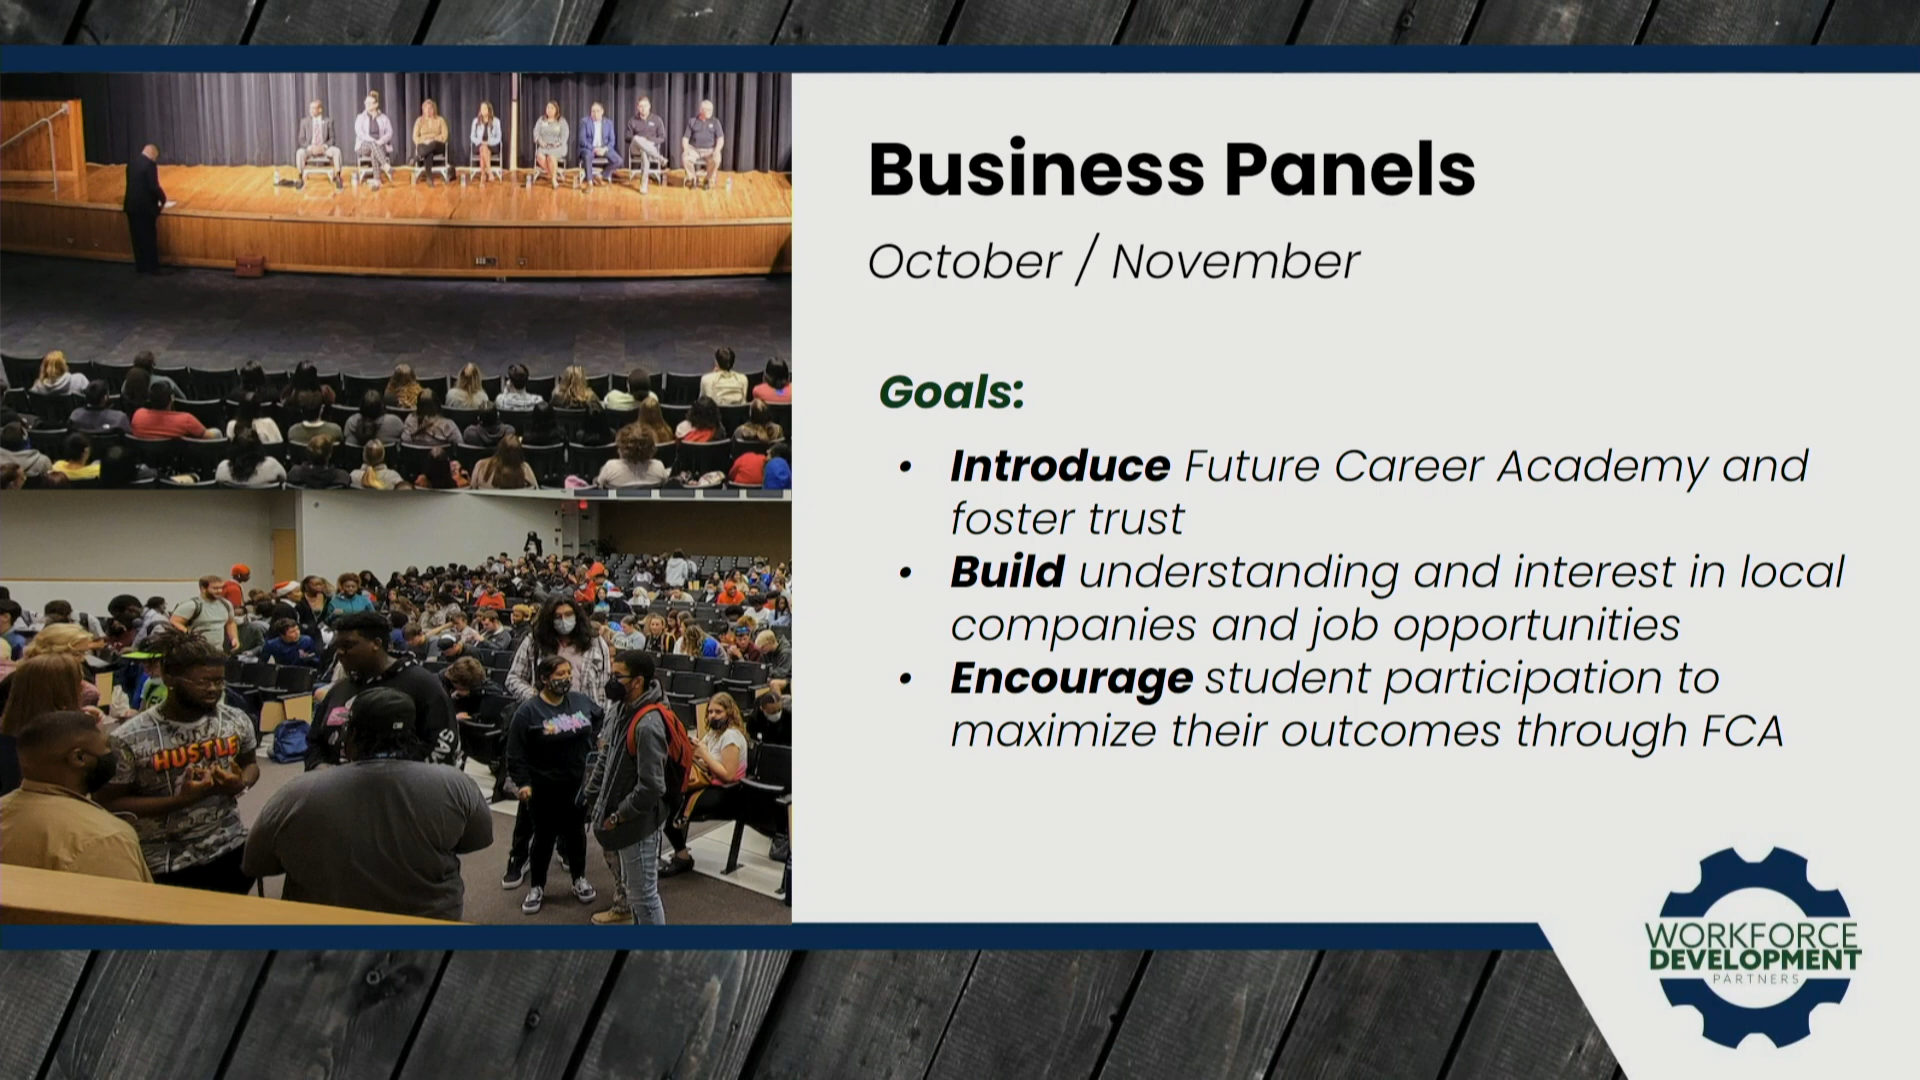 Business Panels
October / November
Goals:
• Introduce Future Career Academy and
foster trust
• Build understanding and interest in local
companies and job opportunities
• Encourage student participation to
maximize their outcomes through FCA
HUSTLE
WORKFORCE
DEVELOPMENT
PARTNERS